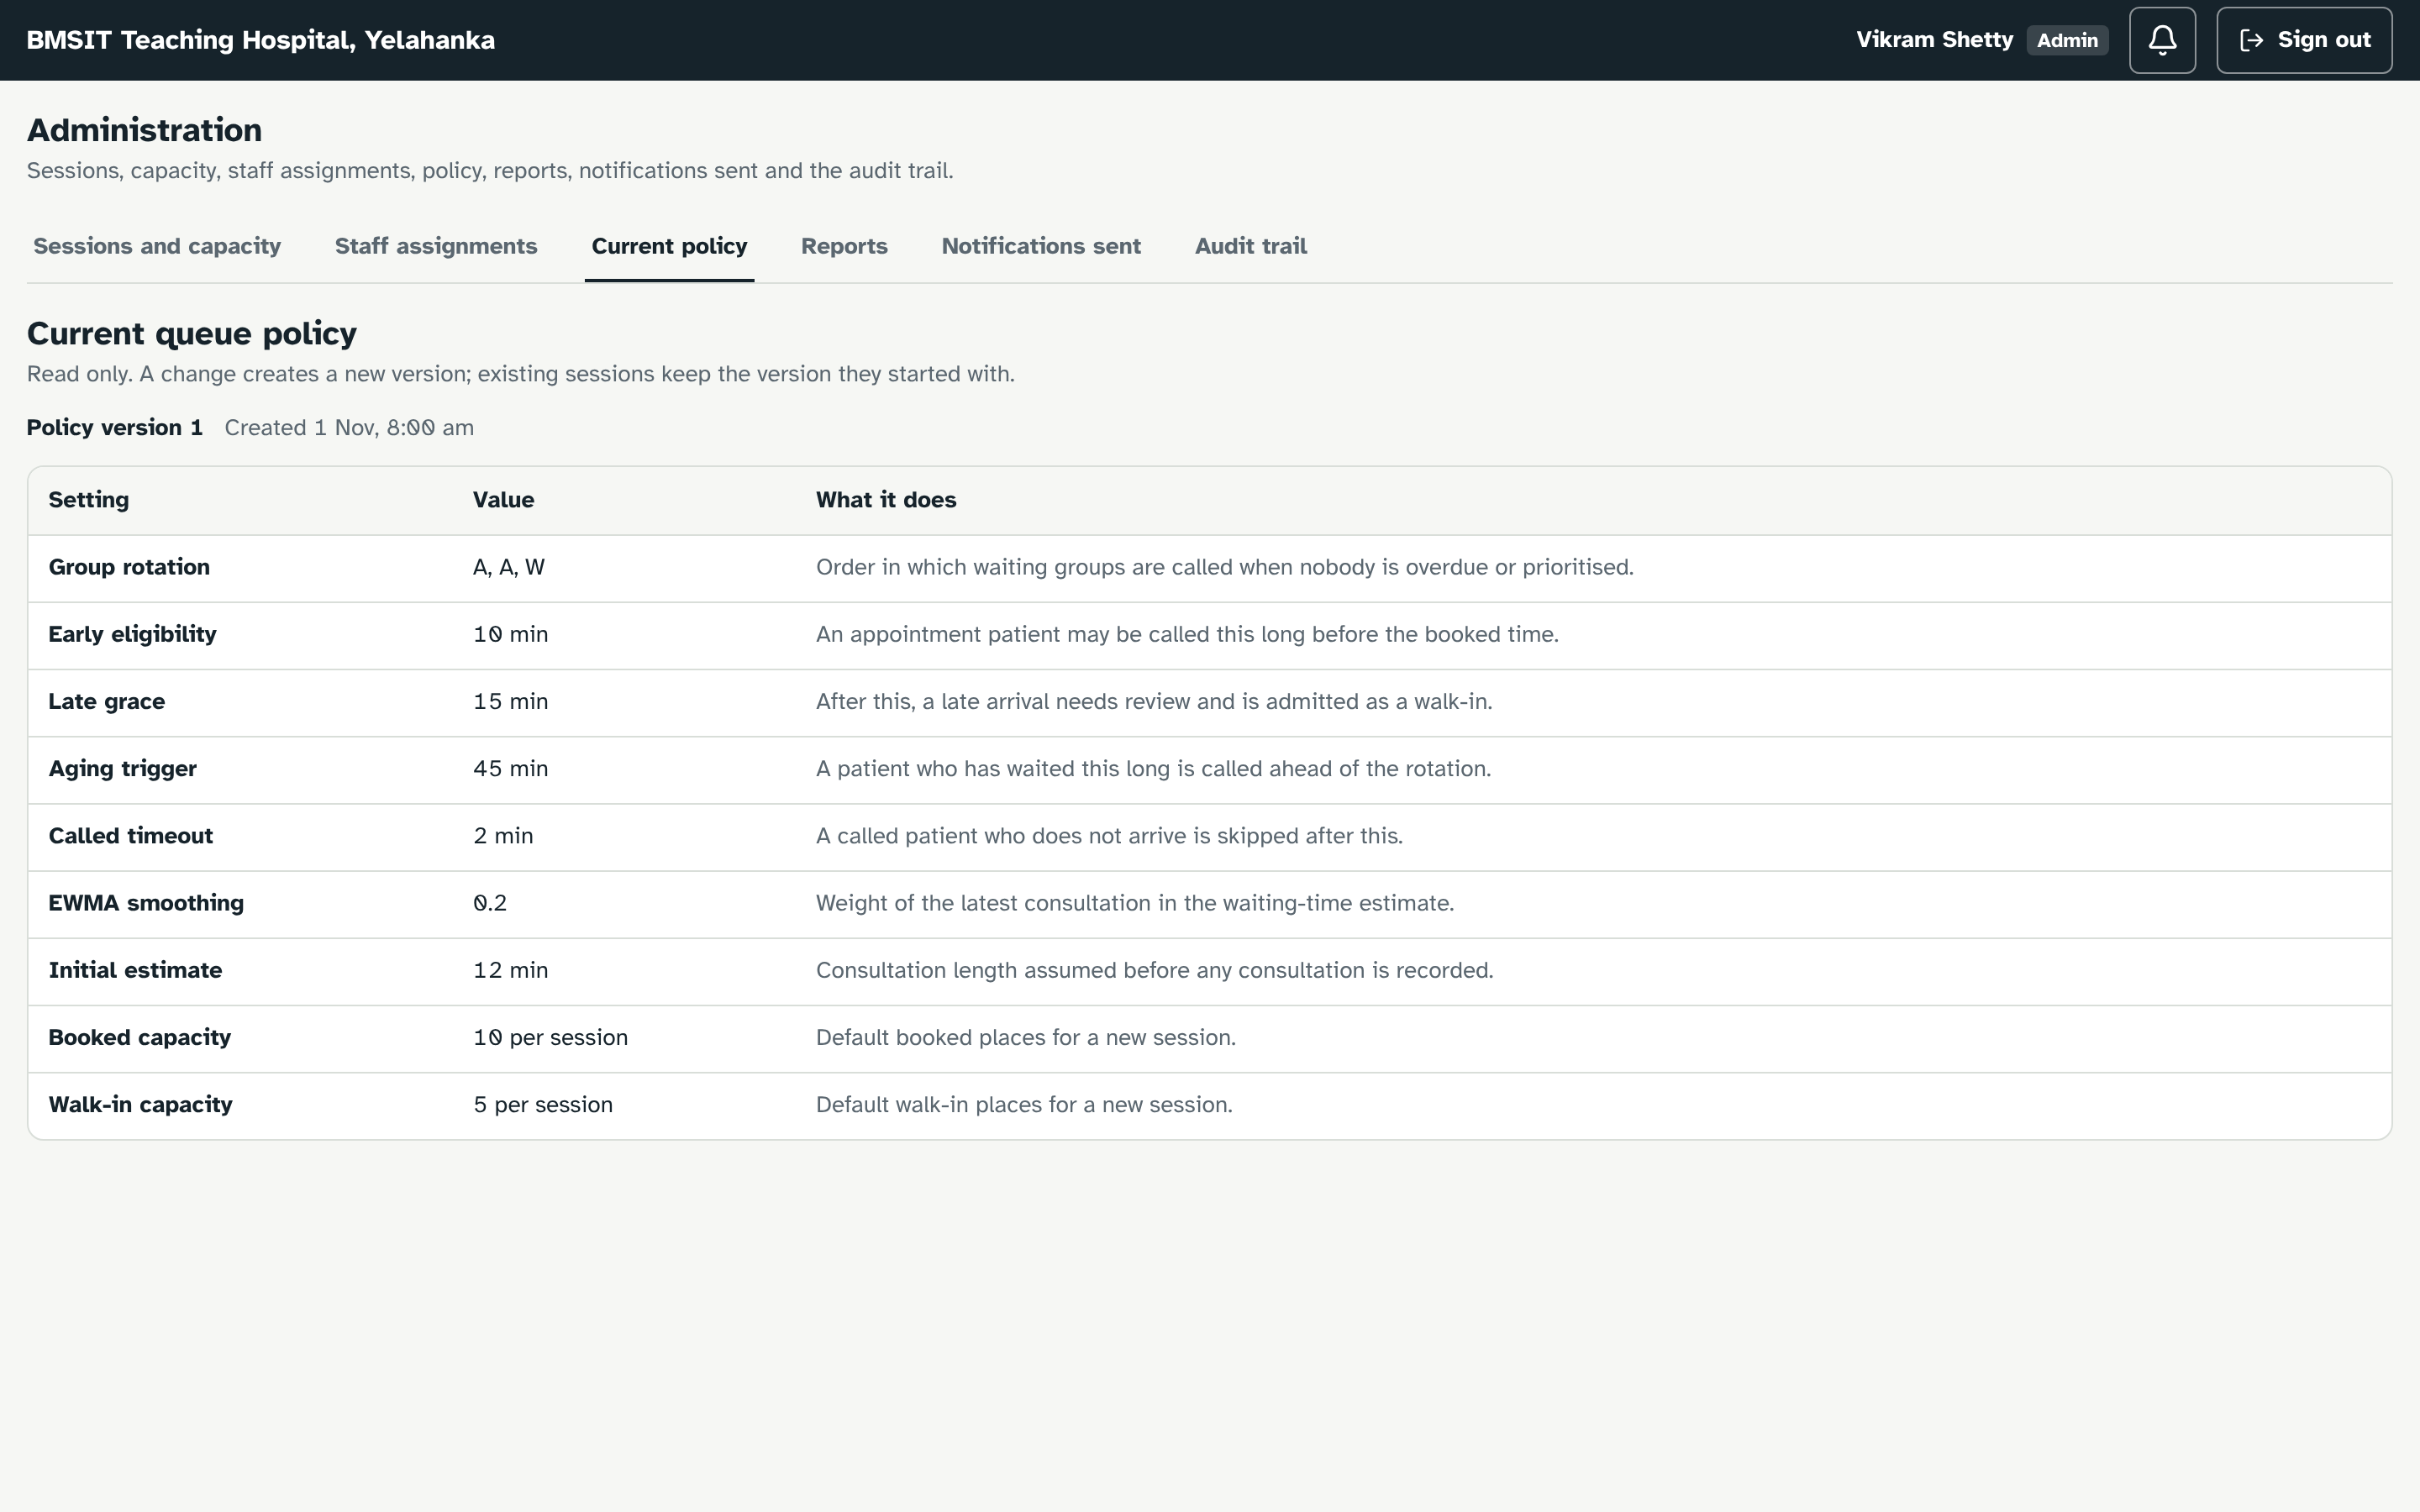 BMSIT Teaching Hospital, Yelahanka
Vikram Shetty Admin Sign out
Administration
Sessions, capacity, staff assignments, policy, reports, notifications sent and the audit trail.
Sessions and capacity Staff assignments Current policy Reports Notifications sent Audit trail
Current queue policy
Read only. A change creates a new version; existing sessions keep the version they started with.
Policy version 1 Created 1 Nov, 8:00 am
Setting Value What it does
Group rotation A, A, W Order in which waiting groups are called when nobody is overdue or prioritised.
Early eligibility 10 min An appointment patient may be called this long before the booked time.
Late grace 15 min After this, a late arrival needs review and is admitted as a walk-in.
Aging trigger 45 min A patient who has waited this long is called ahead of the rotation.
Called timeout 2 min A called patient who does not arrive is skipped after this.
EWMA smoothing 0.2 Weight of the latest consultation in the waiting-time estimate.
Initial estimate 12 min Consultation length assumed before any consultation is recorded.
Booked capacity 10 per session Default booked places for a new session.
Walk-in capacity 5 per session Default walk-in places for a new session.